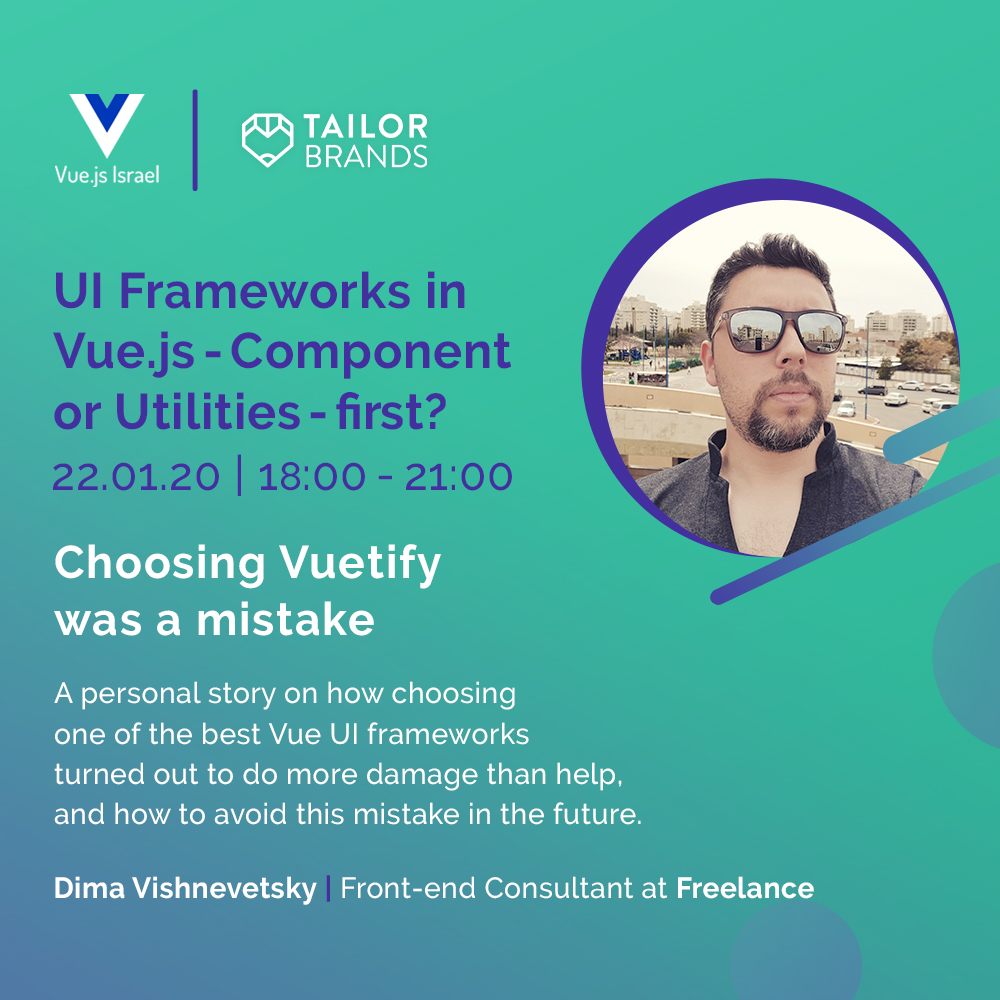 Vue.js Israel
TAILOR
BRANDS
UI Frameworks in
Vue.js - Component
or Utilities - first?
22.01.20 | 18:00 - 21:00
Choosing Vuetify
was a mistake
A personal story on how choosing
one of the best Vue UI frameworks
turned out to do more damage than help,
and how to avoid this mistake in the future.
Dima Vishnevetsky | Front-end Consultant at Freelance